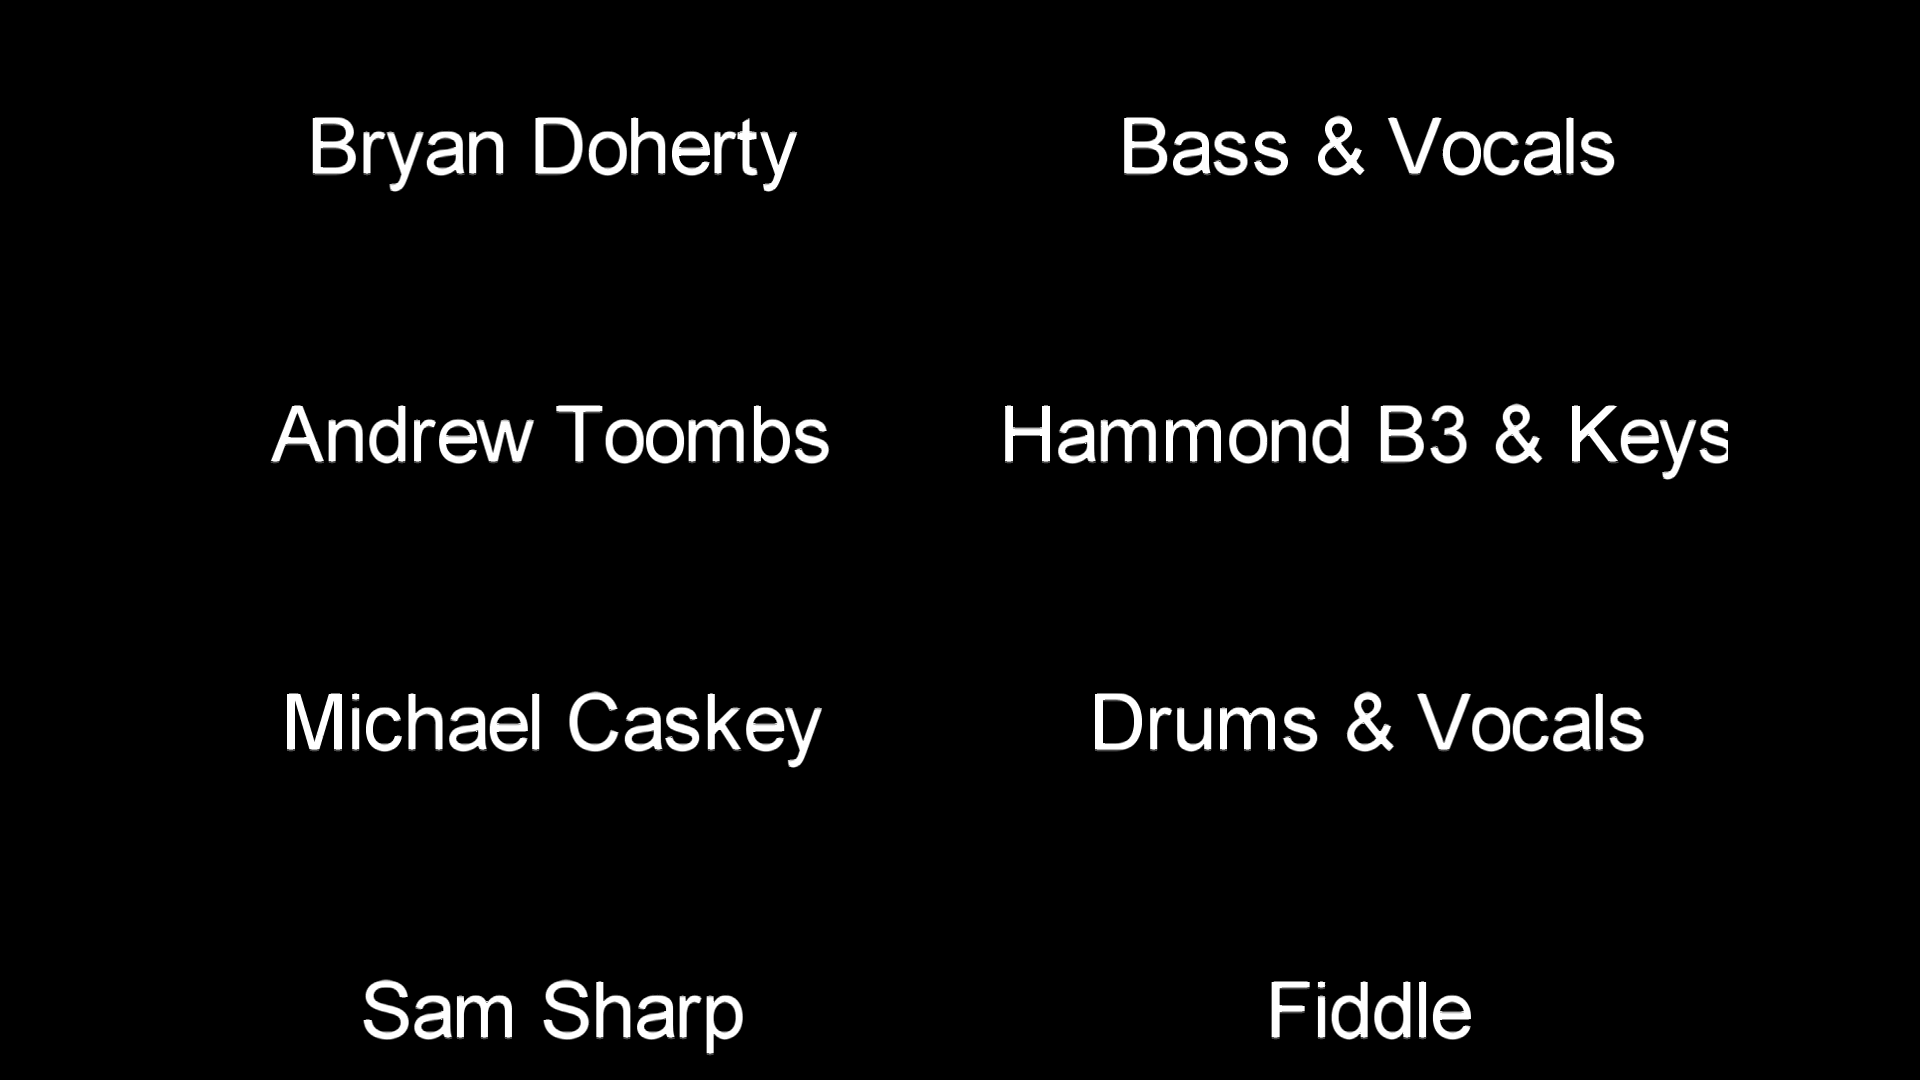 Bryan Doherty Bass & Vocals
Andrew Toombs Hammond B3 & Keys
Michael Caskey Drums & Vocals
Sam Sharp Fiddle